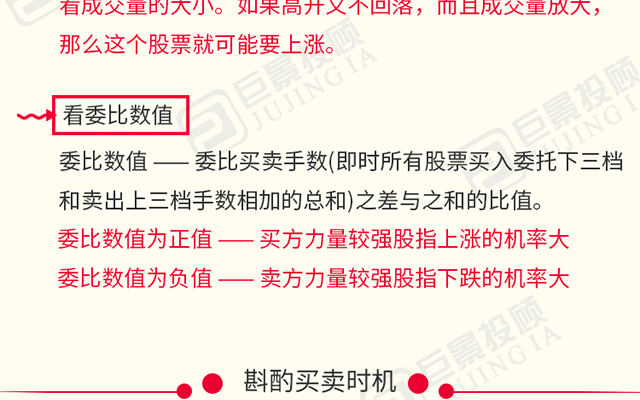 看成交量的大小。如果高开又不回落，而且成交量放大，
那么这个股票就可能要上涨。
看委比数值
委比数值 —— 委比买卖手数(即时所有股票买入委托下三档
和卖出上三档手数相加的总和)之差与之和的比值。
委比数值为正值 —— 买方力量较强股指上涨的机率大
委比数值为负值 —— 卖方力量较强股指下跌的机率大
斟酌买卖时机
巨景投顾
JUJING IA
巨景投顾
JUJING IA
巨景投顾
JUJING IA